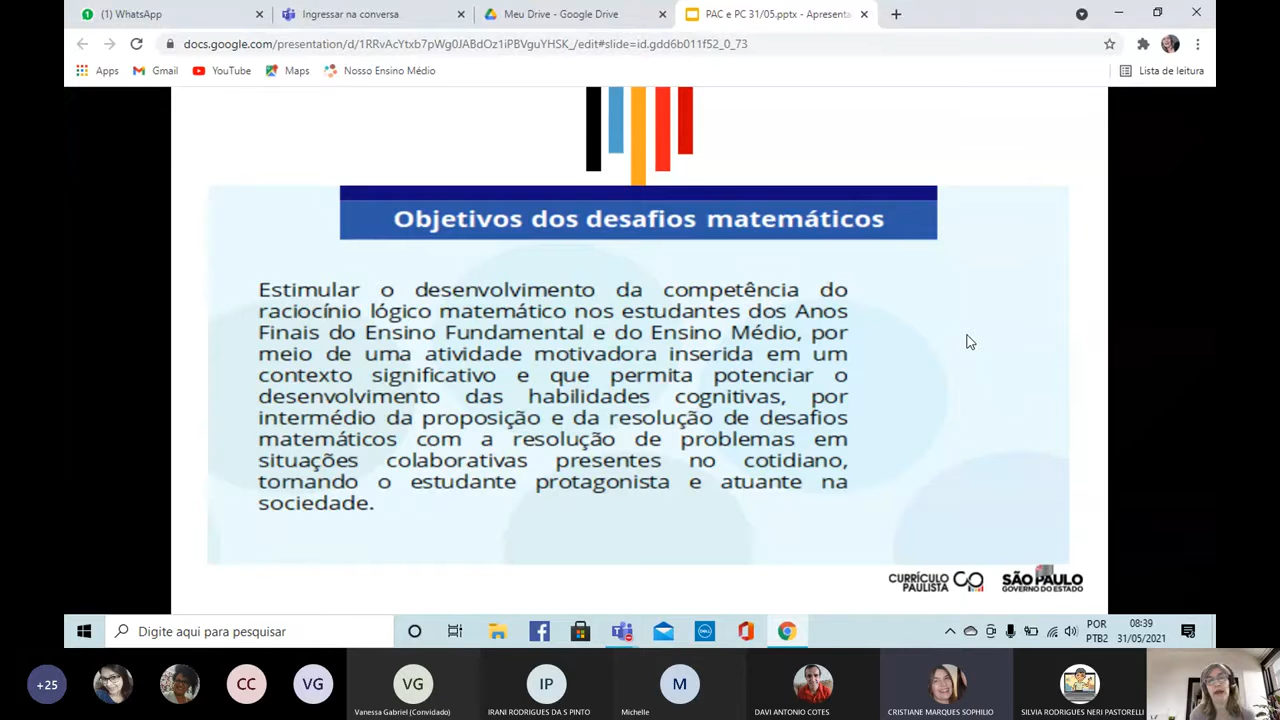 (1) WhatsApp
Ingressar na conversa
Meu Drive - Google Drive
PAC e PC 31/05.pptx - Apresenta
docs.google.com/presentation/d/1RRvAcYtxb7pWg0JABdOz1iPBVguYHSK_/edit#slide=id.gdd6b011f52_0_73
Apps
Gmail
YouTube
Maps
Nosso Ensino Médio
Lista de leitura
Objetivos dos desafios matemáticos
Estimular o desenvolvimento da competência do
raciocínio lógico matemático nos estudantes dos Anos
Finais do Ensino Fundamental e do Ensino Médio, por
meio de uma atividade motivadora inserida em um
contexto significativo e que permita potenciar o
desenvolvimento das habilidades cognitivas, por
intermédio da proposição e da resolução de desafios
matemáticos com a resolução de problemas em
situações colaborativas presentes no cotidiano,
tornando o estudante protagonista e atuante na
sociedade.
CURRÍCULO
PAULISTA
SÃO PAULO
GOVERNO DO ESTADO
Digite aqui para pesquisar
DELL
POR
PTB2
08:39
31/05/2021
+25
CC
VG
VG
Vanessa Gabriel (Convidado)
IP
IRANI RODRIGUES DA S PINTO
M
Michelle
DAVI ANTONIO COTES
CRISTIANE MARQUES SOPHILIO
SILVIA RODRIGUES NERI PASTORELLI